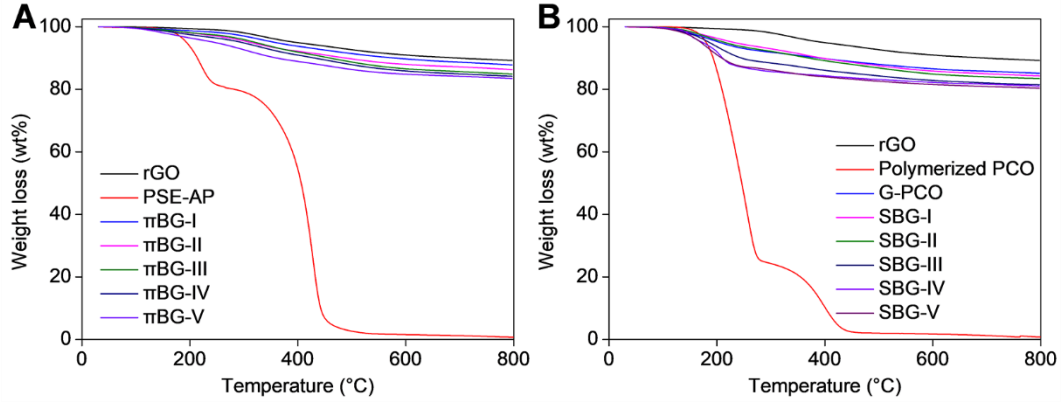 A
100
80
60
40
20
0
Weight loss (wt%)
rGO
PSE-AP
πBG-I
πBG-II
πBG-III
πBG-IV
πBG-V
0
200
400
600
800
Temperature (°C)
B
100
80
60
40
20
0
Weight loss (wt%)
rGO
Polymerized PCO
G-PCO
SBG-I
SBG-II
SBG-III
SBG-IV
SBG-V
0
200
400
600
800
Temperature (°C)